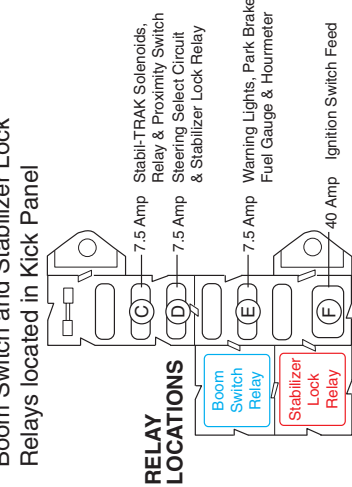 Boom Switch and Stabilizer Lock
Relays located in Kick Panel
RELAY
LOCATIONS
Boom
Switch
Relay
Stabilizer
Lock
Relay
C
7.5 Amp Stabil-TRAK Solenoids,
Relay & Proximity Switch
D
7.5 Amp Steering Select Circuit
& Stabilizer Lock Relay
E
7.5 Amp Warning Lights, Park Brake
Fuel Gauge & Hourmeter
F
40 Amp Ignition Switch Feed